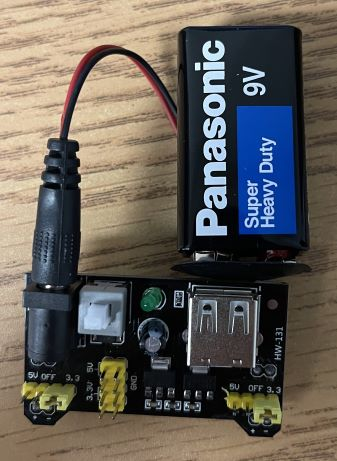 Panasonic
9V
Super
Heavy Duty
HW-131
5V OFF 3.3
5V
3.3V
GND
5V OFF 3.3